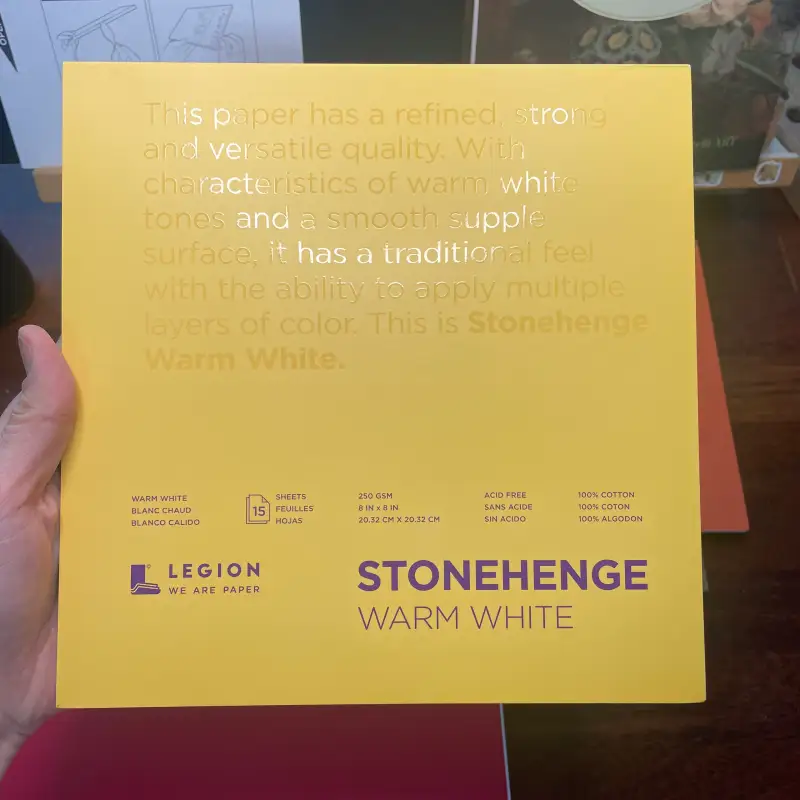 This paper has a refined, strong
and versatile quality. With
characteristics of warm white
tones and a smooth supple
surface, it has a traditional feel
with the ability to apply multiple
layers of color. This is Stonehenge
Warm White.
WARM WHITE
BLANC CHAUD
BLANCO CALIDO
15
SHEETS
FEUILLES
HOJAS
250 GSM
8 IN x 8 IN
20.32 CM X 20.32 CM
ACID FREE
SANS ACIDE
SIN ACIDO
100% COTTON
100% COTON
100% ALGODON
LEGION
WE ARE PAPER
STONEHENGE
WARM WHITE